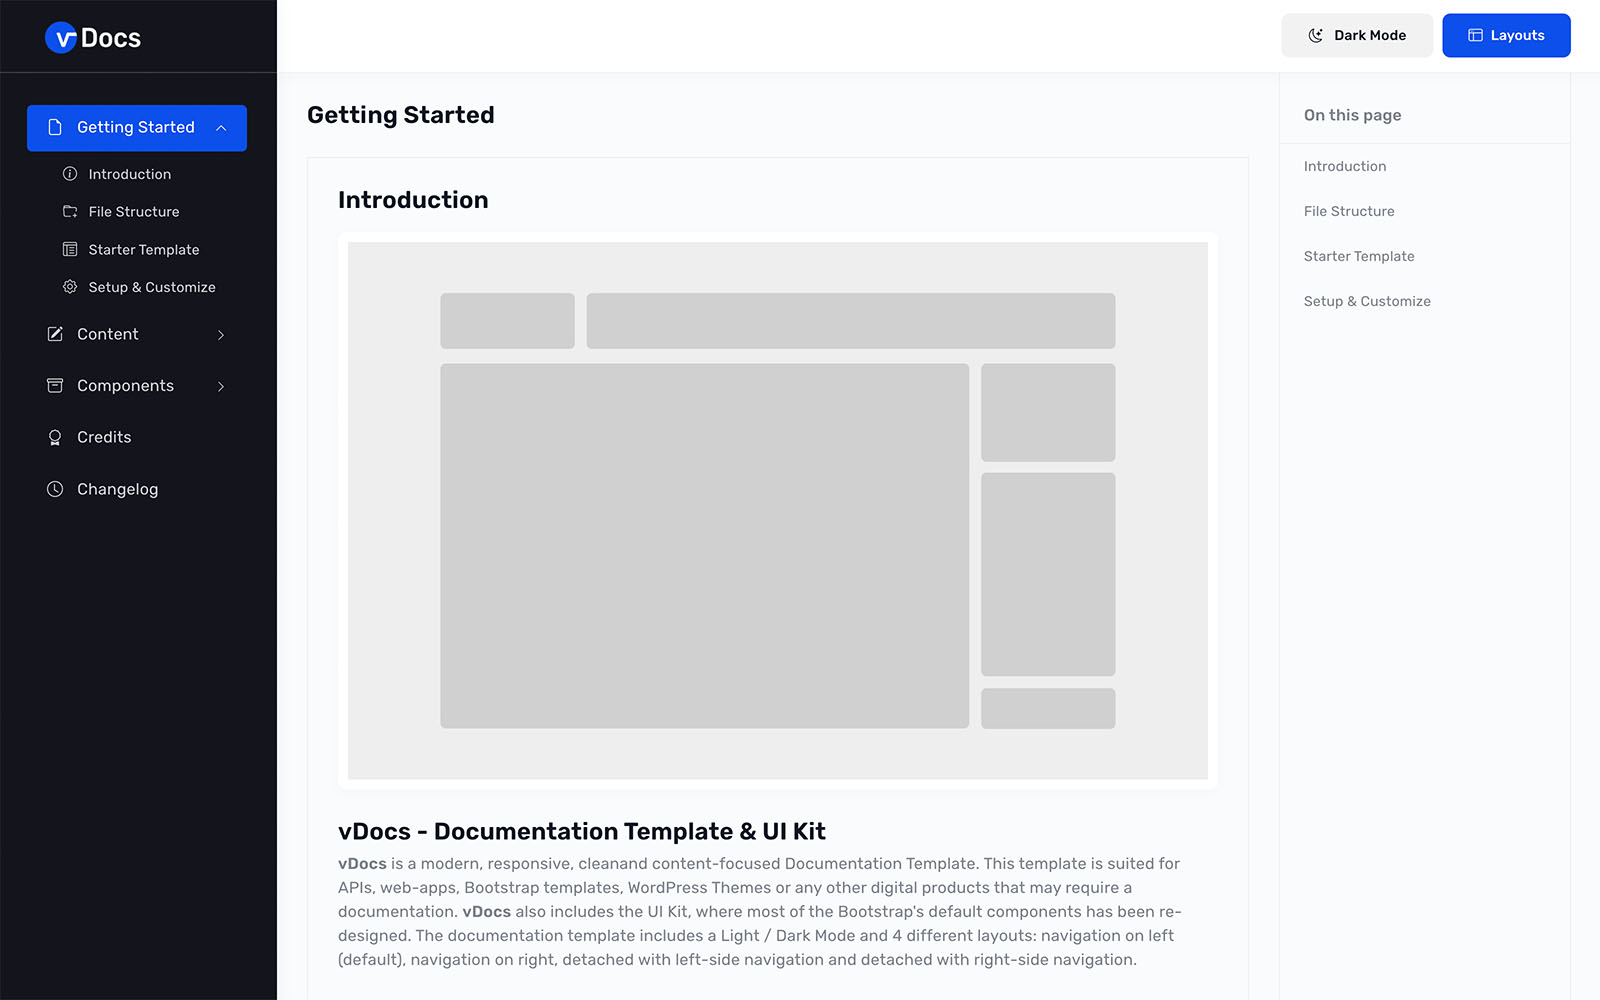 vDocs
Dark Mode
Layouts
Getting Started
Introduction
File Structure
Starter Template
Setup & Customize
Content
Components
Credits
Changelog
Getting Started
Introduction
vDocs - Documentation Template & UI Kit
vDocs is a modern, responsive, cleanand content-focused Documentation Template. This template is suited for
APIs, web-apps, Bootstrap templates, WordPress Themes or any other digital products that may require a
documentation. vDocs also includes the UI Kit, where most of the Bootstrap's default components has been re-
designed. The documentation template includes a Light / Dark Mode and 4 different layouts: navigation on left
(default), navigation on right, detached with left-side navigation and detached with right-side navigation.
On this page
Introduction
File Structure
Starter Template
Setup & Customize